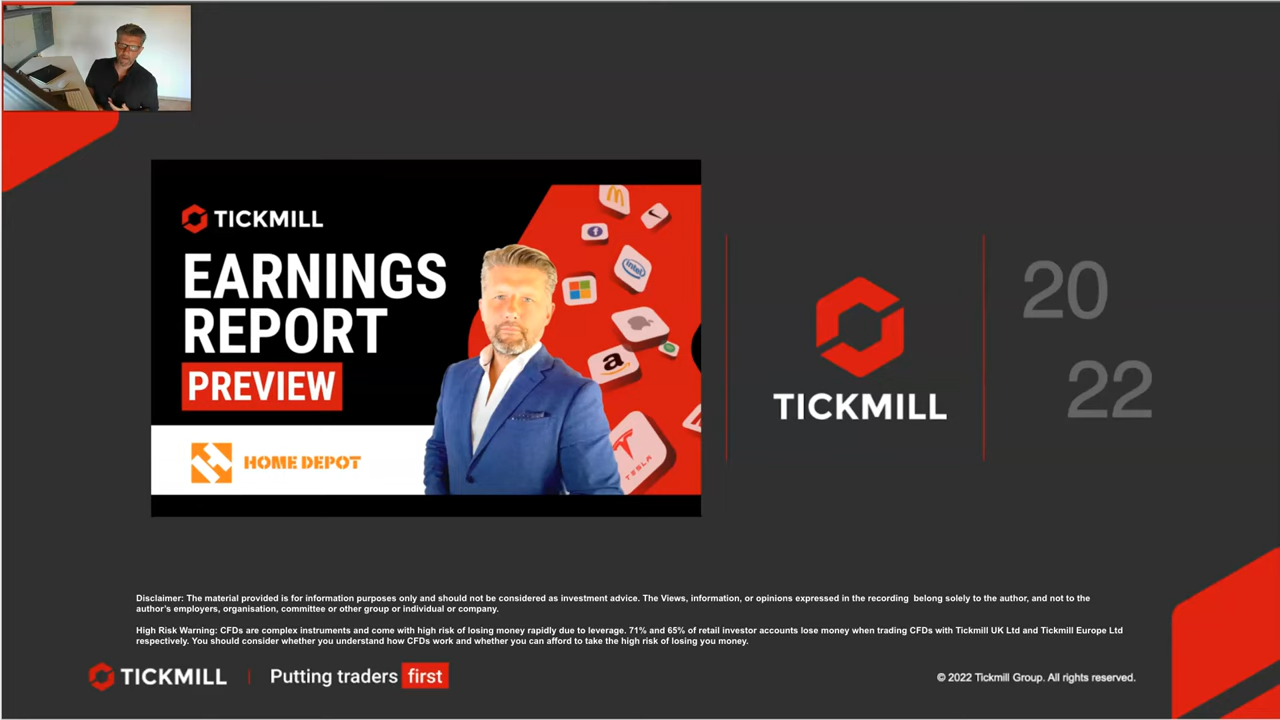 TICKMILL
EARNINGS
REPORT
PREVIEW
HOME DEPOT
intel
a
TESLA
TICKMILL
20
22
Disclaimer: The material provided is for information purposes only and should not be considered as investment advice. The Views, information, or opinions expressed in the recording belong solely to the author, and not to the
author's employers, organisation, committee or other group or individual or company.
High Risk Warning: CFDs are complex instruments and come with high risk of losing money rapidly due to leverage. 71% and 65% of retail investor accounts lose money when trading CFDs with Tickmill UK Ltd and Tickmill Europe Ltd
respectively. You should consider whether you understand how CFDs work and whether you can afford to take the high risk of losing you money.
TICKMILL
Putting traders first
© 2022 Tickmill Group. All rights reserved.